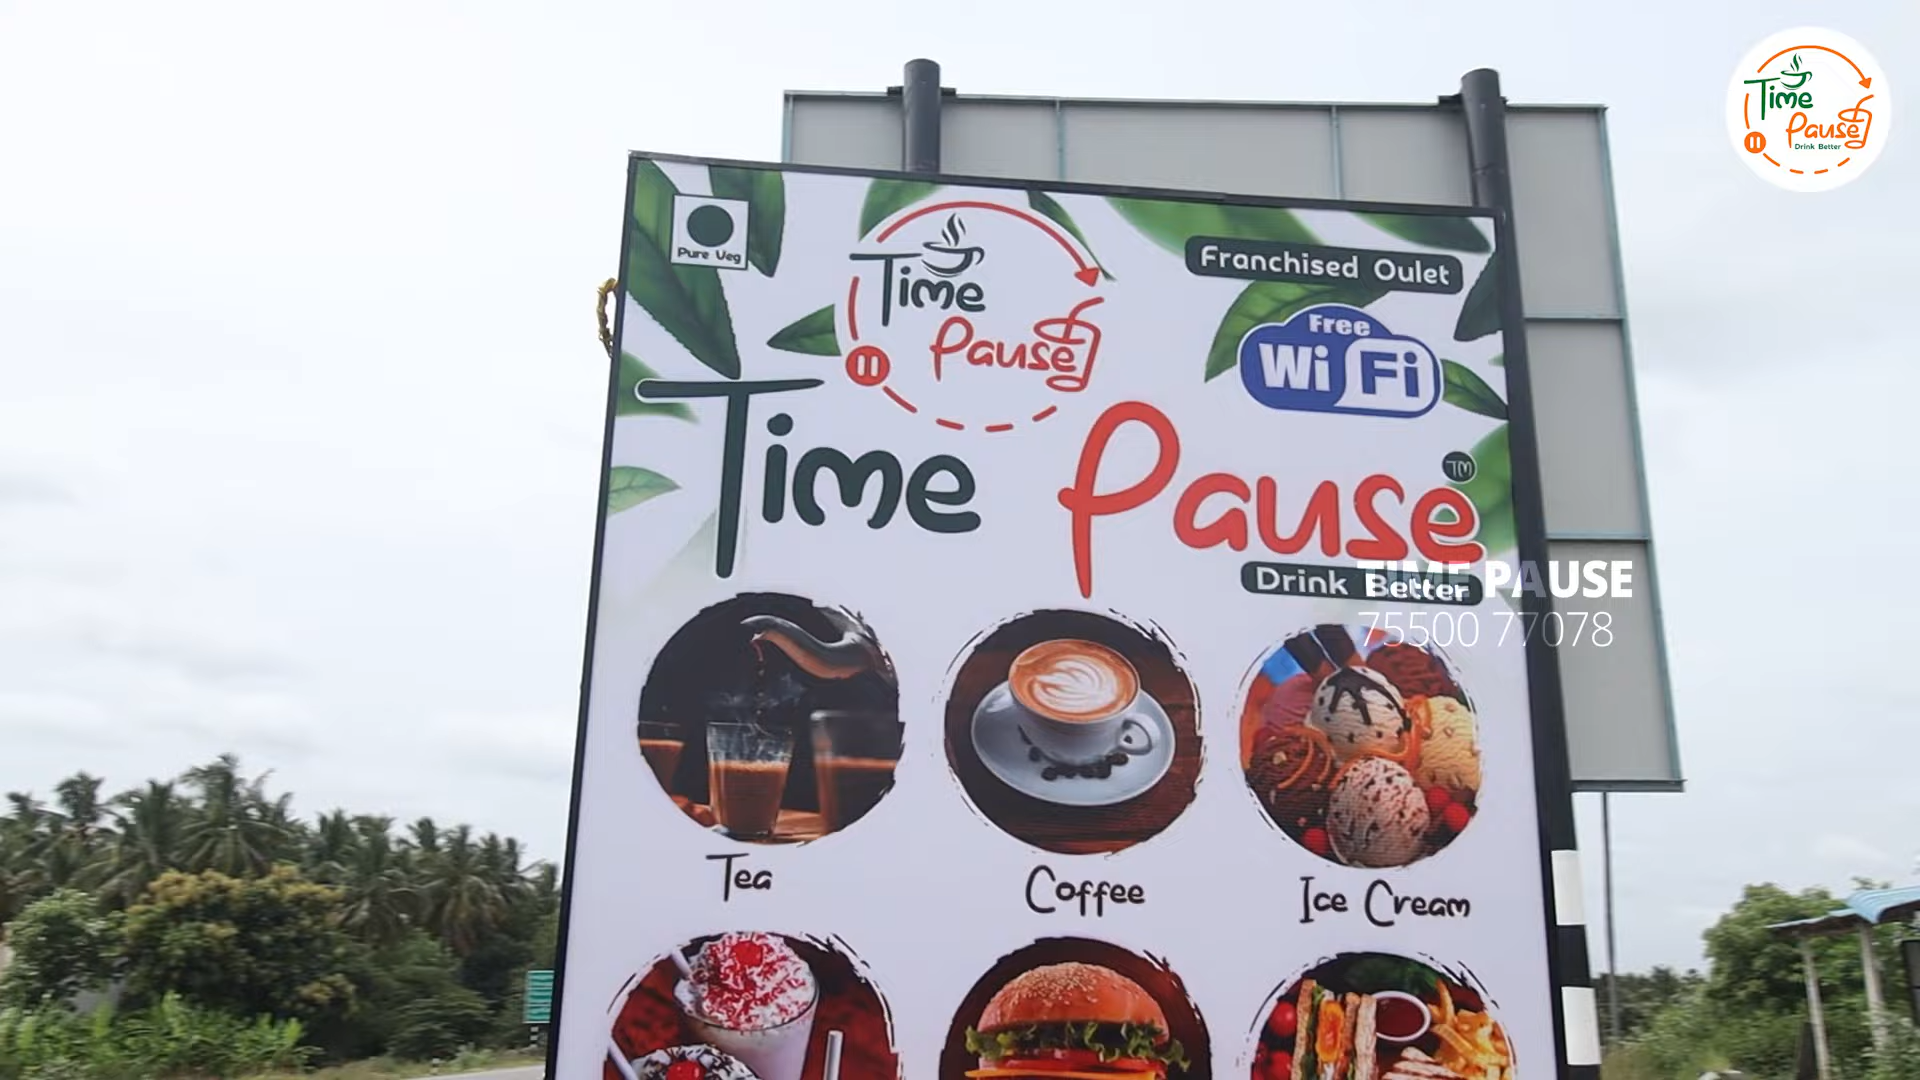 Time
Pause
Drink Better
Pure Veg
Time
Pause
Franchised Oulet
Free
Wi Fi
Time Pause
TM
Drink Better
TIME PAUSE
75500 77078
Tea
Coffee
Ice Cream